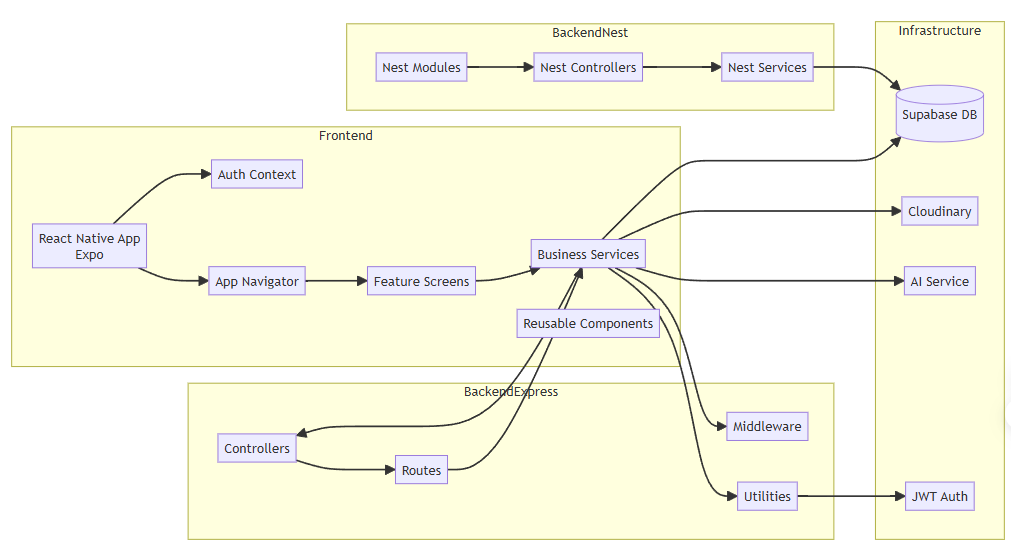 BackendNest
Nest Modules
Nest Controllers
Nest Services
Infrastructure
Supabase DB
Cloudinary
AI Service
JWT Auth
Frontend
Auth Context
React Native App
Expo
App Navigator
Feature Screens
Business Services
Reusable Components
BackendExpress
Controllers
Routes
Middleware
Utilities